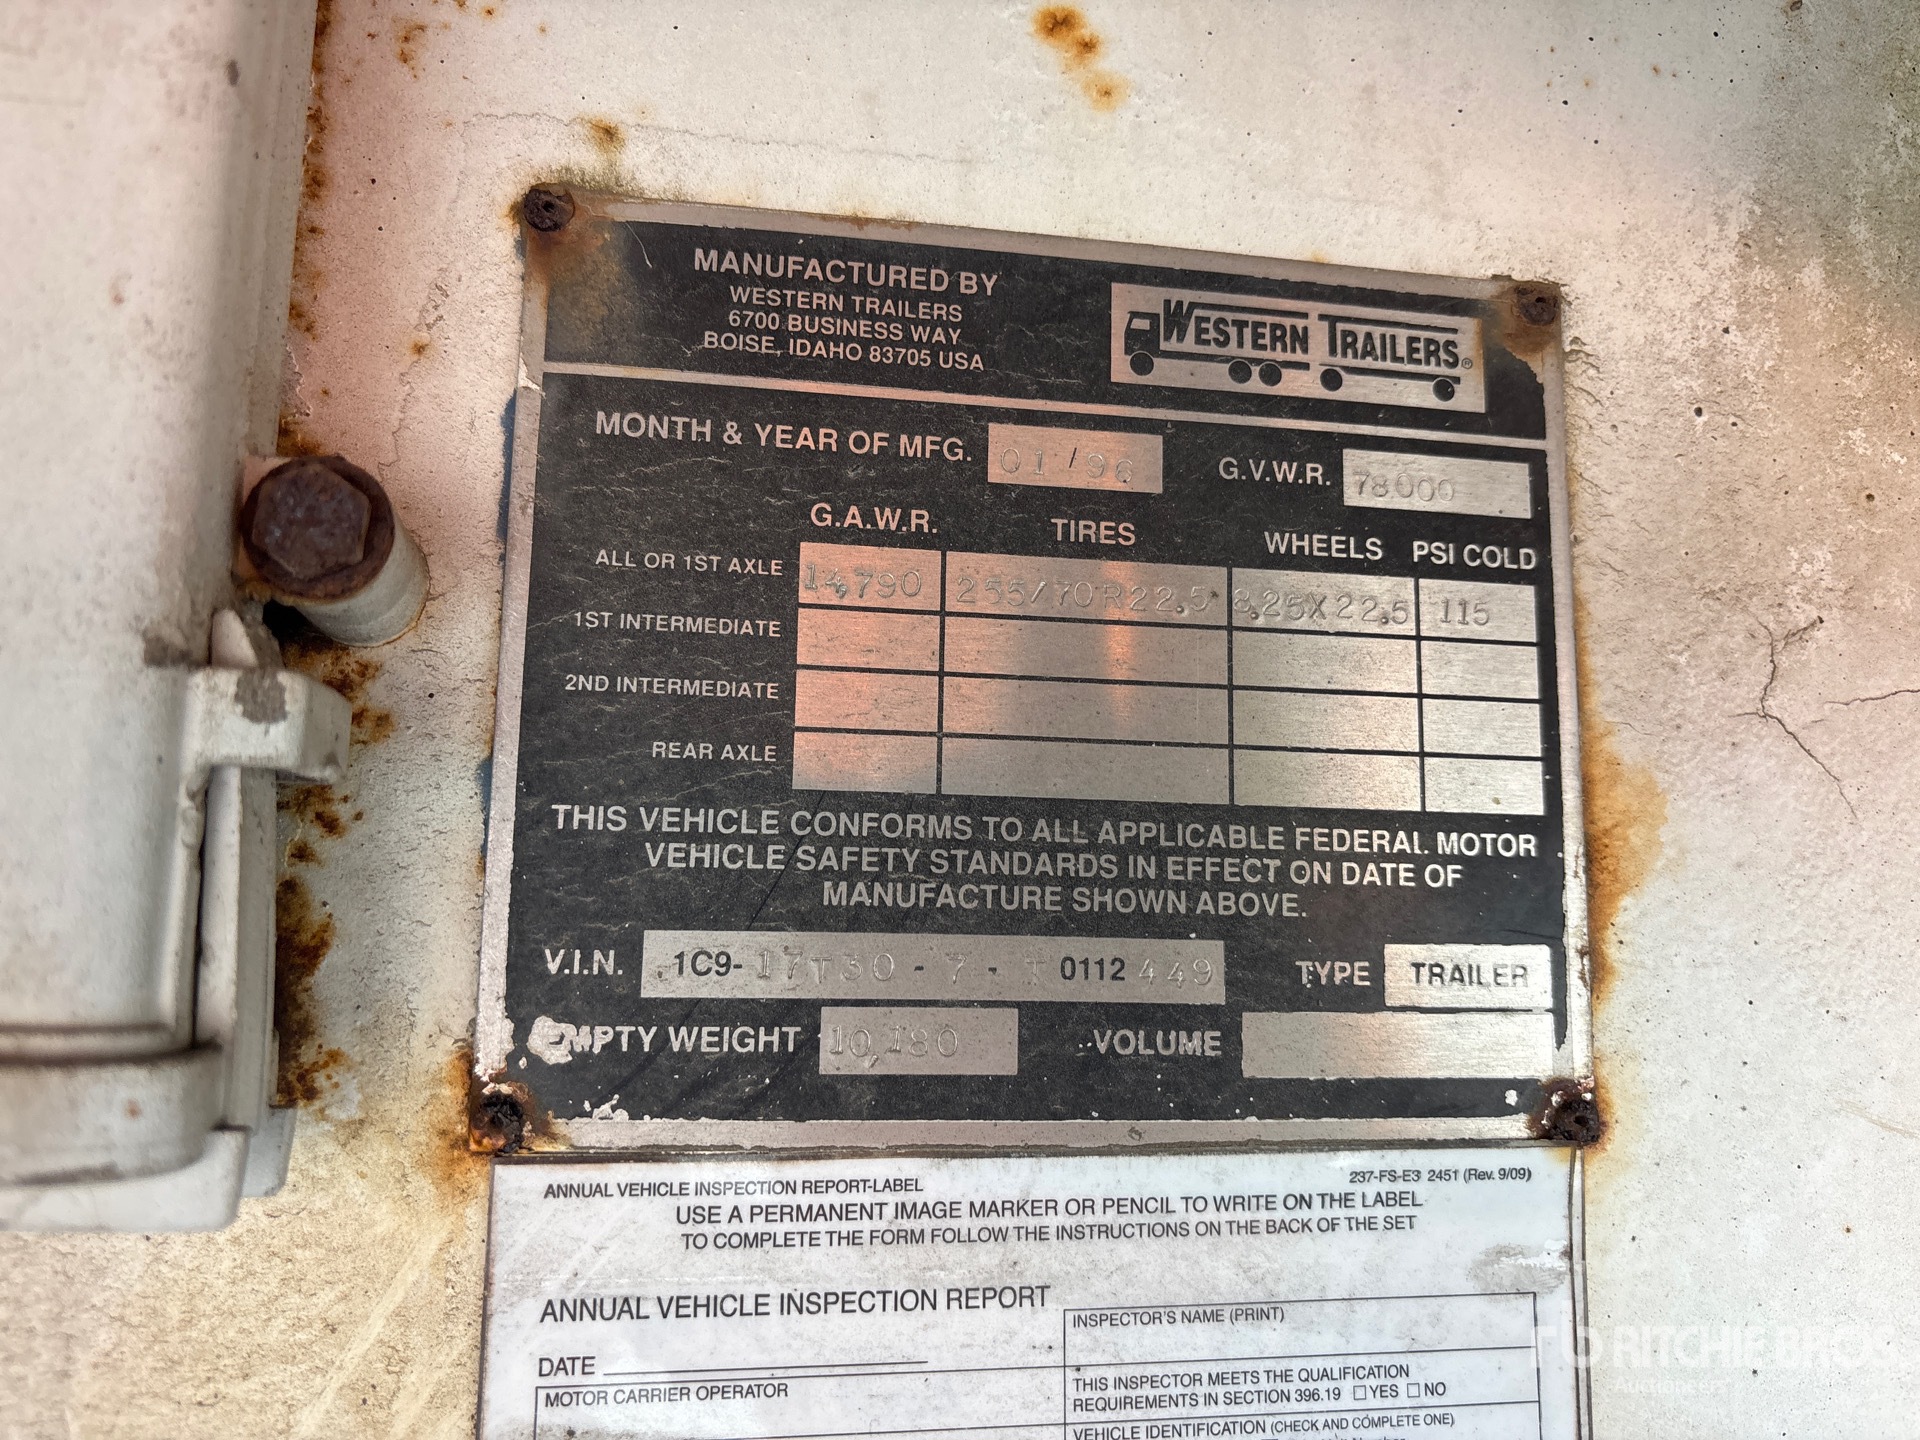 MANUFACTURED BY
WESTERN TRAILERS
6700 BUSINESS WAY
BOISE, IDAHO 83705 USA
WESTERN TRAILERS®
MONTH & YEAR OF MFG. 01/96 G.V.W.R. 78000
G.A.W.R. TIRES WHEELS PSI COLD
ALL OR 1ST AXLE 14,790 255/70R22.5 8.25X22.5 115
1ST INTERMEDIATE
2ND INTERMEDIATE
REAR AXLE
THIS VEHICLE CONFORMS TO ALL APPLICABLE FEDERAL MOTOR
VEHICLE SAFETY STANDARDS IN EFFECT ON DATE OF
MANUFACTURE SHOWN ABOVE.
V.I.N. 1C9-17T30-7-T0112449 TYPE TRAILER
EMPTY WEIGHT 10,180 VOLUME
ANNUAL VEHICLE INSPECTION REPORT-LABEL 237-FS-E3 2451 (Rev. 9/09)
USE A PERMANENT IMAGE MARKER OR PENCIL TO WRITE ON THE LABEL
TO COMPLETE THE FORM FOLLOW THE INSTRUCTIONS ON THE BACK OF THE SET
ANNUAL VEHICLE INSPECTION REPORT
INSPECTOR'S NAME (PRINT)
DATE
THIS INSPECTOR MEETS THE QUALIFICATION
REQUIREMENTS IN SECTION 396.19 □YES □NO
MOTOR CARRIER OPERATOR
VEHICLE IDENTIFICATION (CHECK AND COMPLETE ONE)
RITCHIE BRO